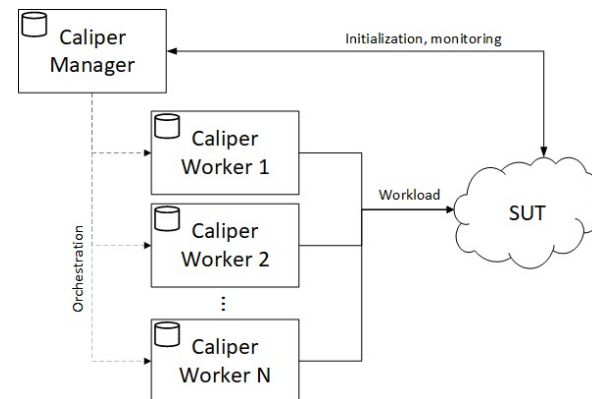 Caliper
Manager
Initialization, monitoring
Caliper
Worker 1
Workload
SUT
Caliper
Worker 2
Orchestration
⋮
Caliper
Worker N